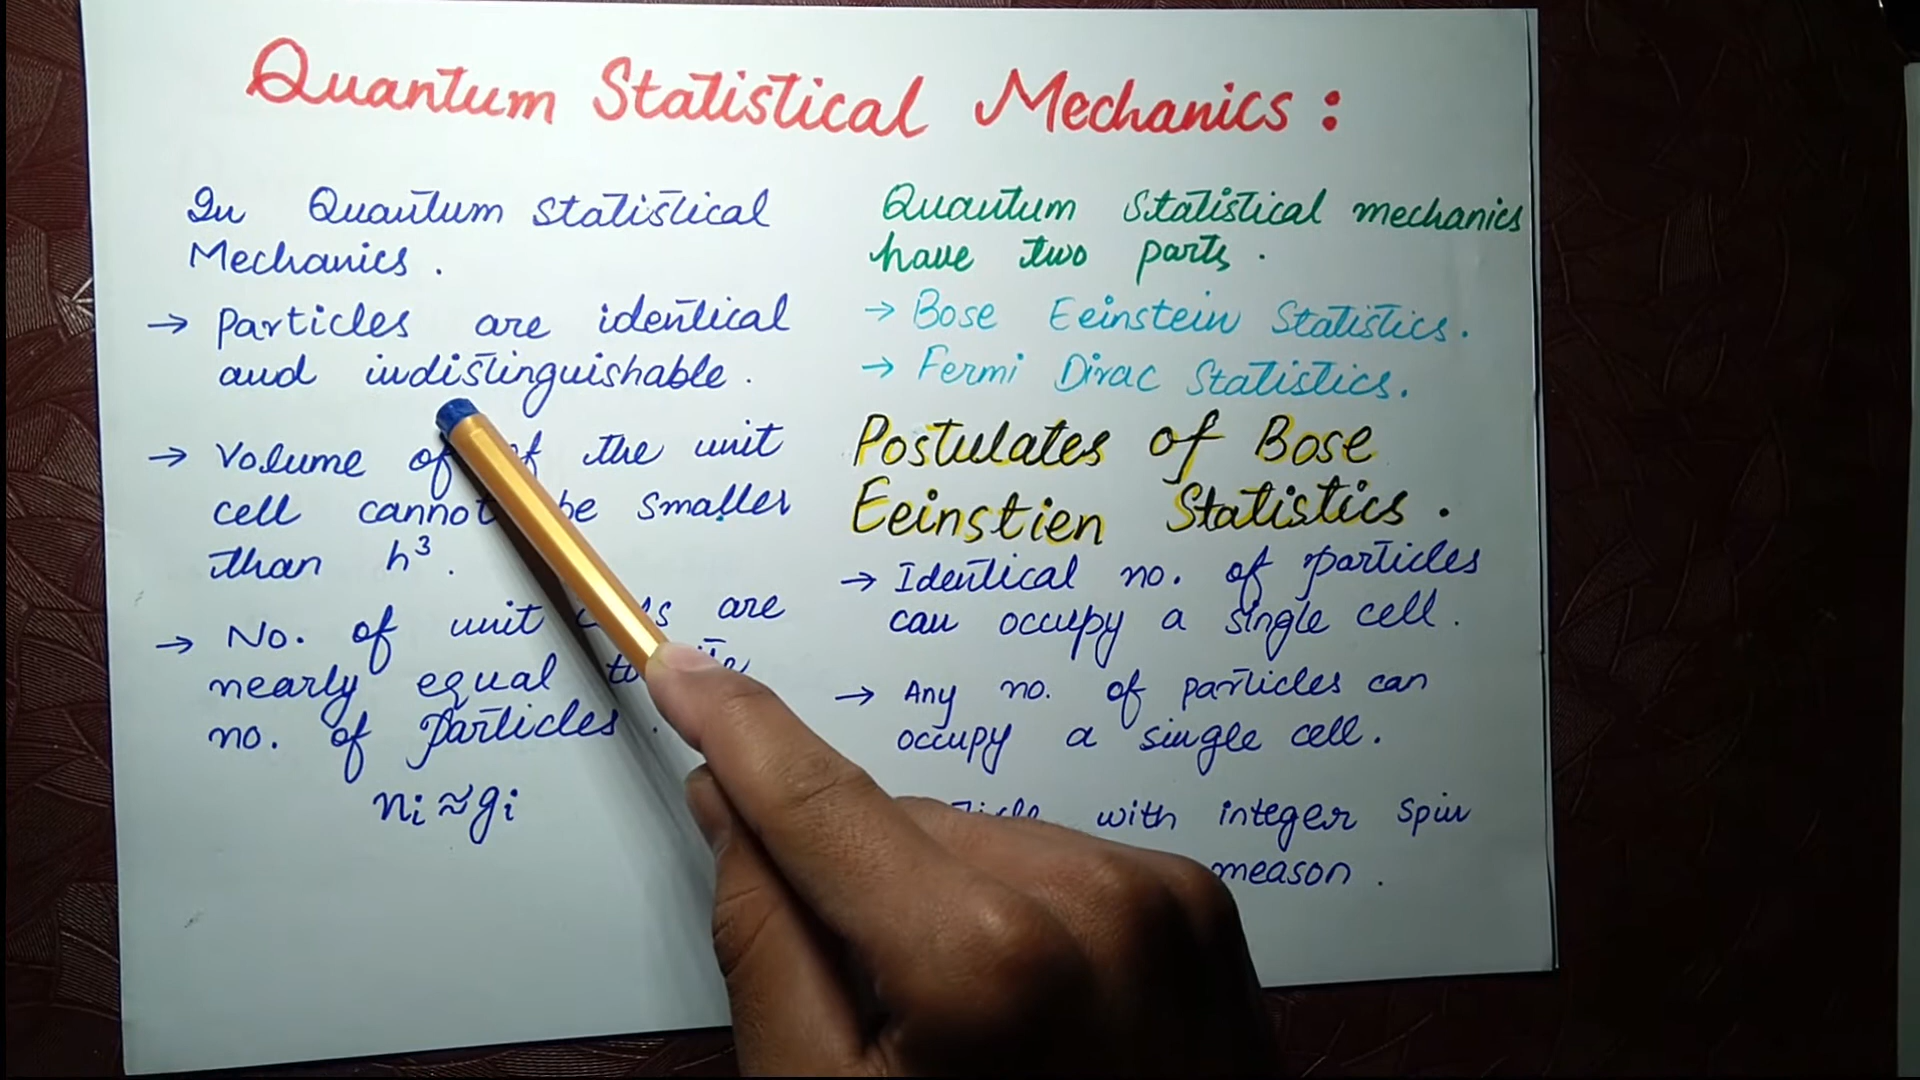 Quantum Statistical Mechanics:
In Quantum statistical
Mechanics.
→ Particles are identical
and indistinguishable.
→ Volume of of the unit
cell cannot be smaller
than h³.
→ No. of unit are
nearly equal
no. of particles.
nᵢ ≈ gᵢ
Quantum Statistical mechanics
have two parts.
→ Bose Eeinstein Statistics.
→ Fermi Dirac Statistics.
Postulates of Bose
Eeinstien Statistics.
→ Identical no. of particles
can occupy a single cell.
→ Any no. of particles can
occupy a single cell.
with integer spin
meason.